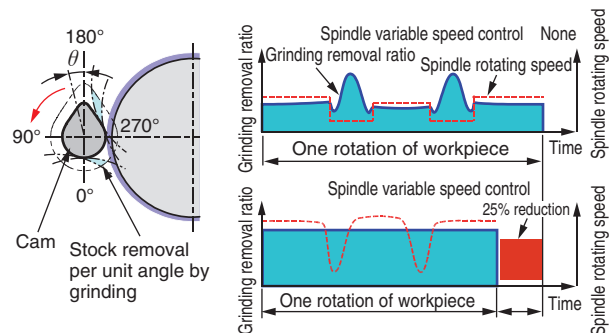 180°
θ
90°
270°
0°
Cam
Stock removal
per unit angle by
grinding
Spindle variable speed control
None
Grinding removal ratio
Spindle rotating speed
Grinding removal ratio
Spindle rotating speed
One rotation of workpiece
Time
Spindle variable speed control
25% reduction
Grinding removal ratio
Spindle rotating speed
One rotation of workpiece
Time